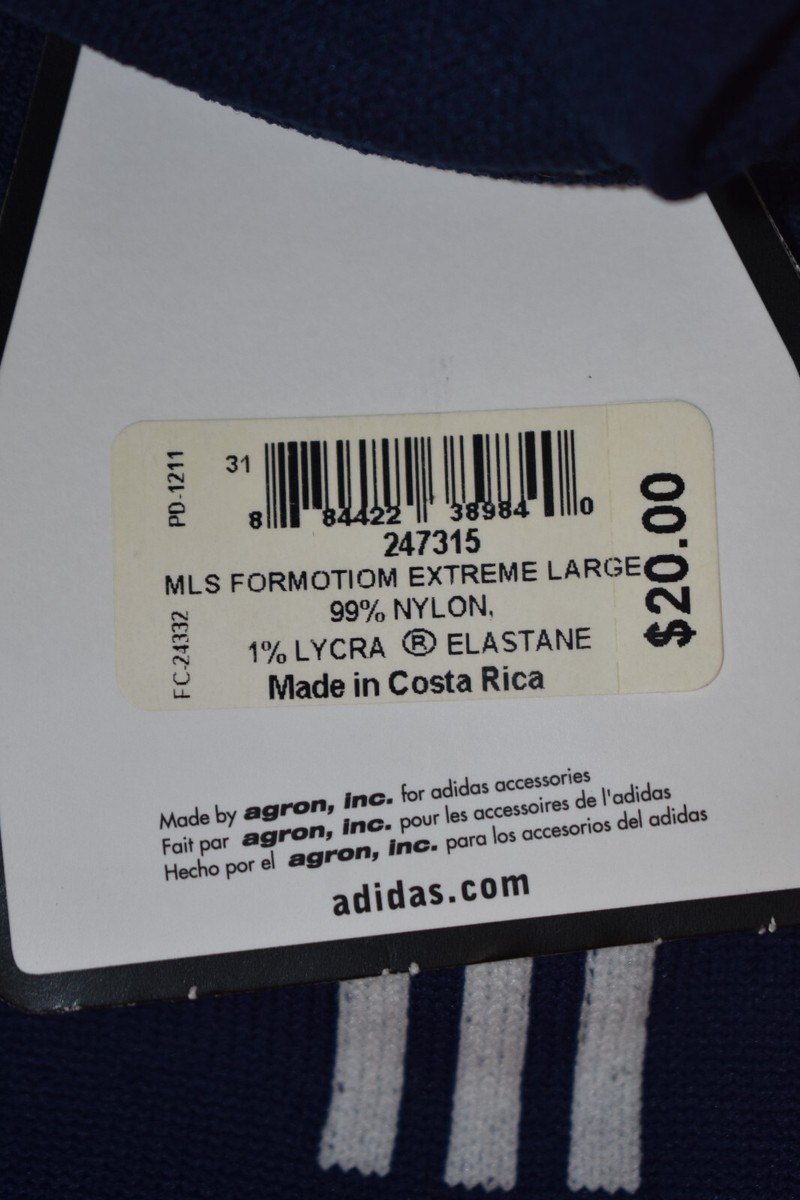 PD-1211
31
8 84422 38984 0
247315
MLS FORMOTIOM EXTREME LARGE
99% NYLON,
1% LYCRA ® ELASTANE
Made in Costa Rica
FC-24332
$20.00
Made by agron, inc. for adidas accessories
Fait par agron, inc. pour les accessoires de l'adidas
Hecho por el agron, inc. para los accesorios del adidas
adidas.com